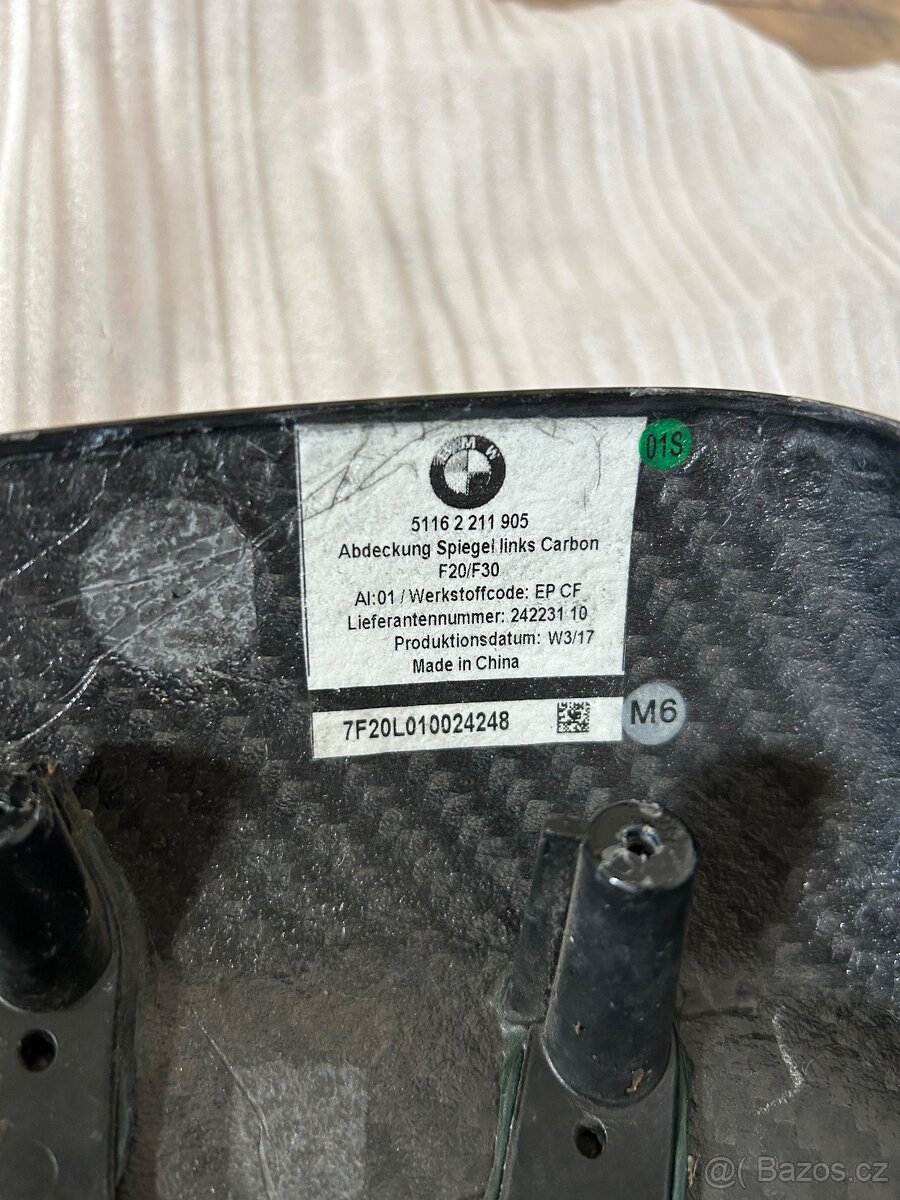 BMW
01S
5116 2 211 905
Abdeckung Spiegel links Carbon
F20/F30
AI:01 / Werkstoffcode: EP CF
Lieferantennummer: 242231 10
Produktionsdatum: W3/17
Made in China
7F20L010024248
M6
@( Bazos.cz